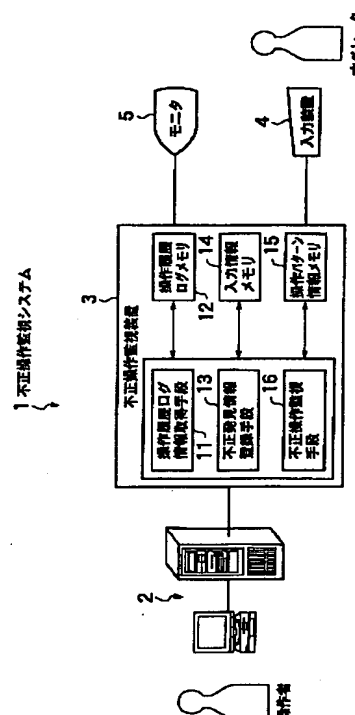 1 不正操作監視システム
3
不正操作監視装置
操作履歴ログ
情報取得手段
11
操作履歴
ログメモリ
12
不正発見情報
登録手段
13
入力情報
メモリ
14
不正操作監視
手段
16
操作パターン
情報メモリ
15
5
モニタ
4
入力装置
2
操作者